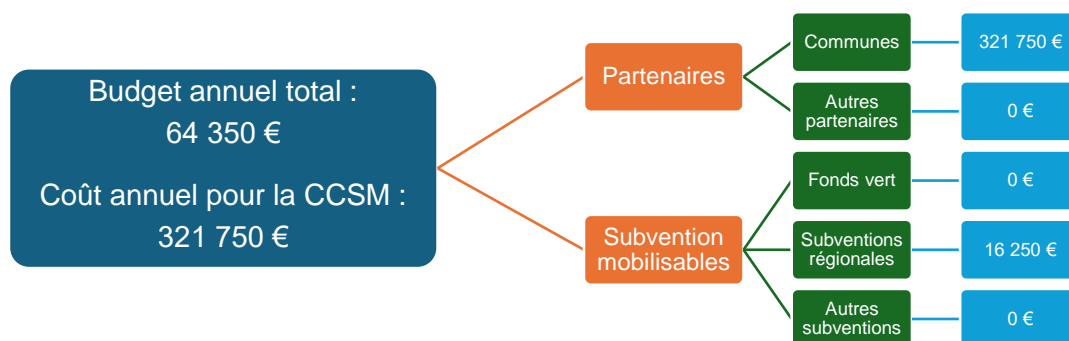 Budget annuel total :
64 350 €
Coût annuel pour la CCSM :
321 750 €
Partenaires
Communes
321 750 €
Autres
partenaires
0 €
Subvention
mobilisables
Fonds vert
0 €
Subventions
régionales
16 250 €
Autres
subventions
0 €